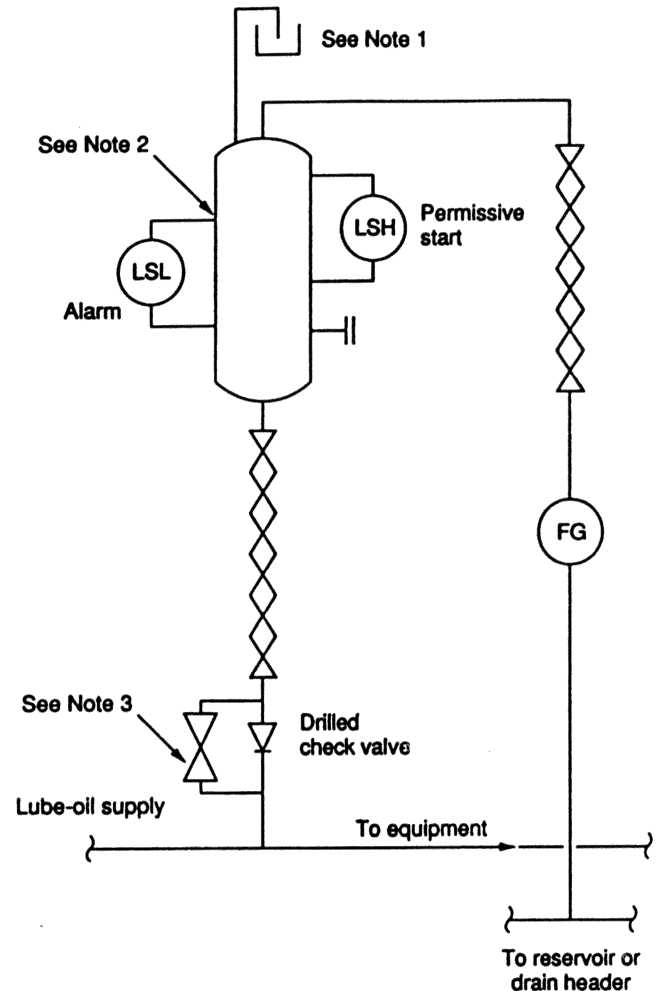 See Note 1
See Note 2
LSH
Permissive
start
LSL
Alarm
FG
See Note 3
Drilled
check valve
Lube-oil supply
To equipment
To reservoir or
drain header